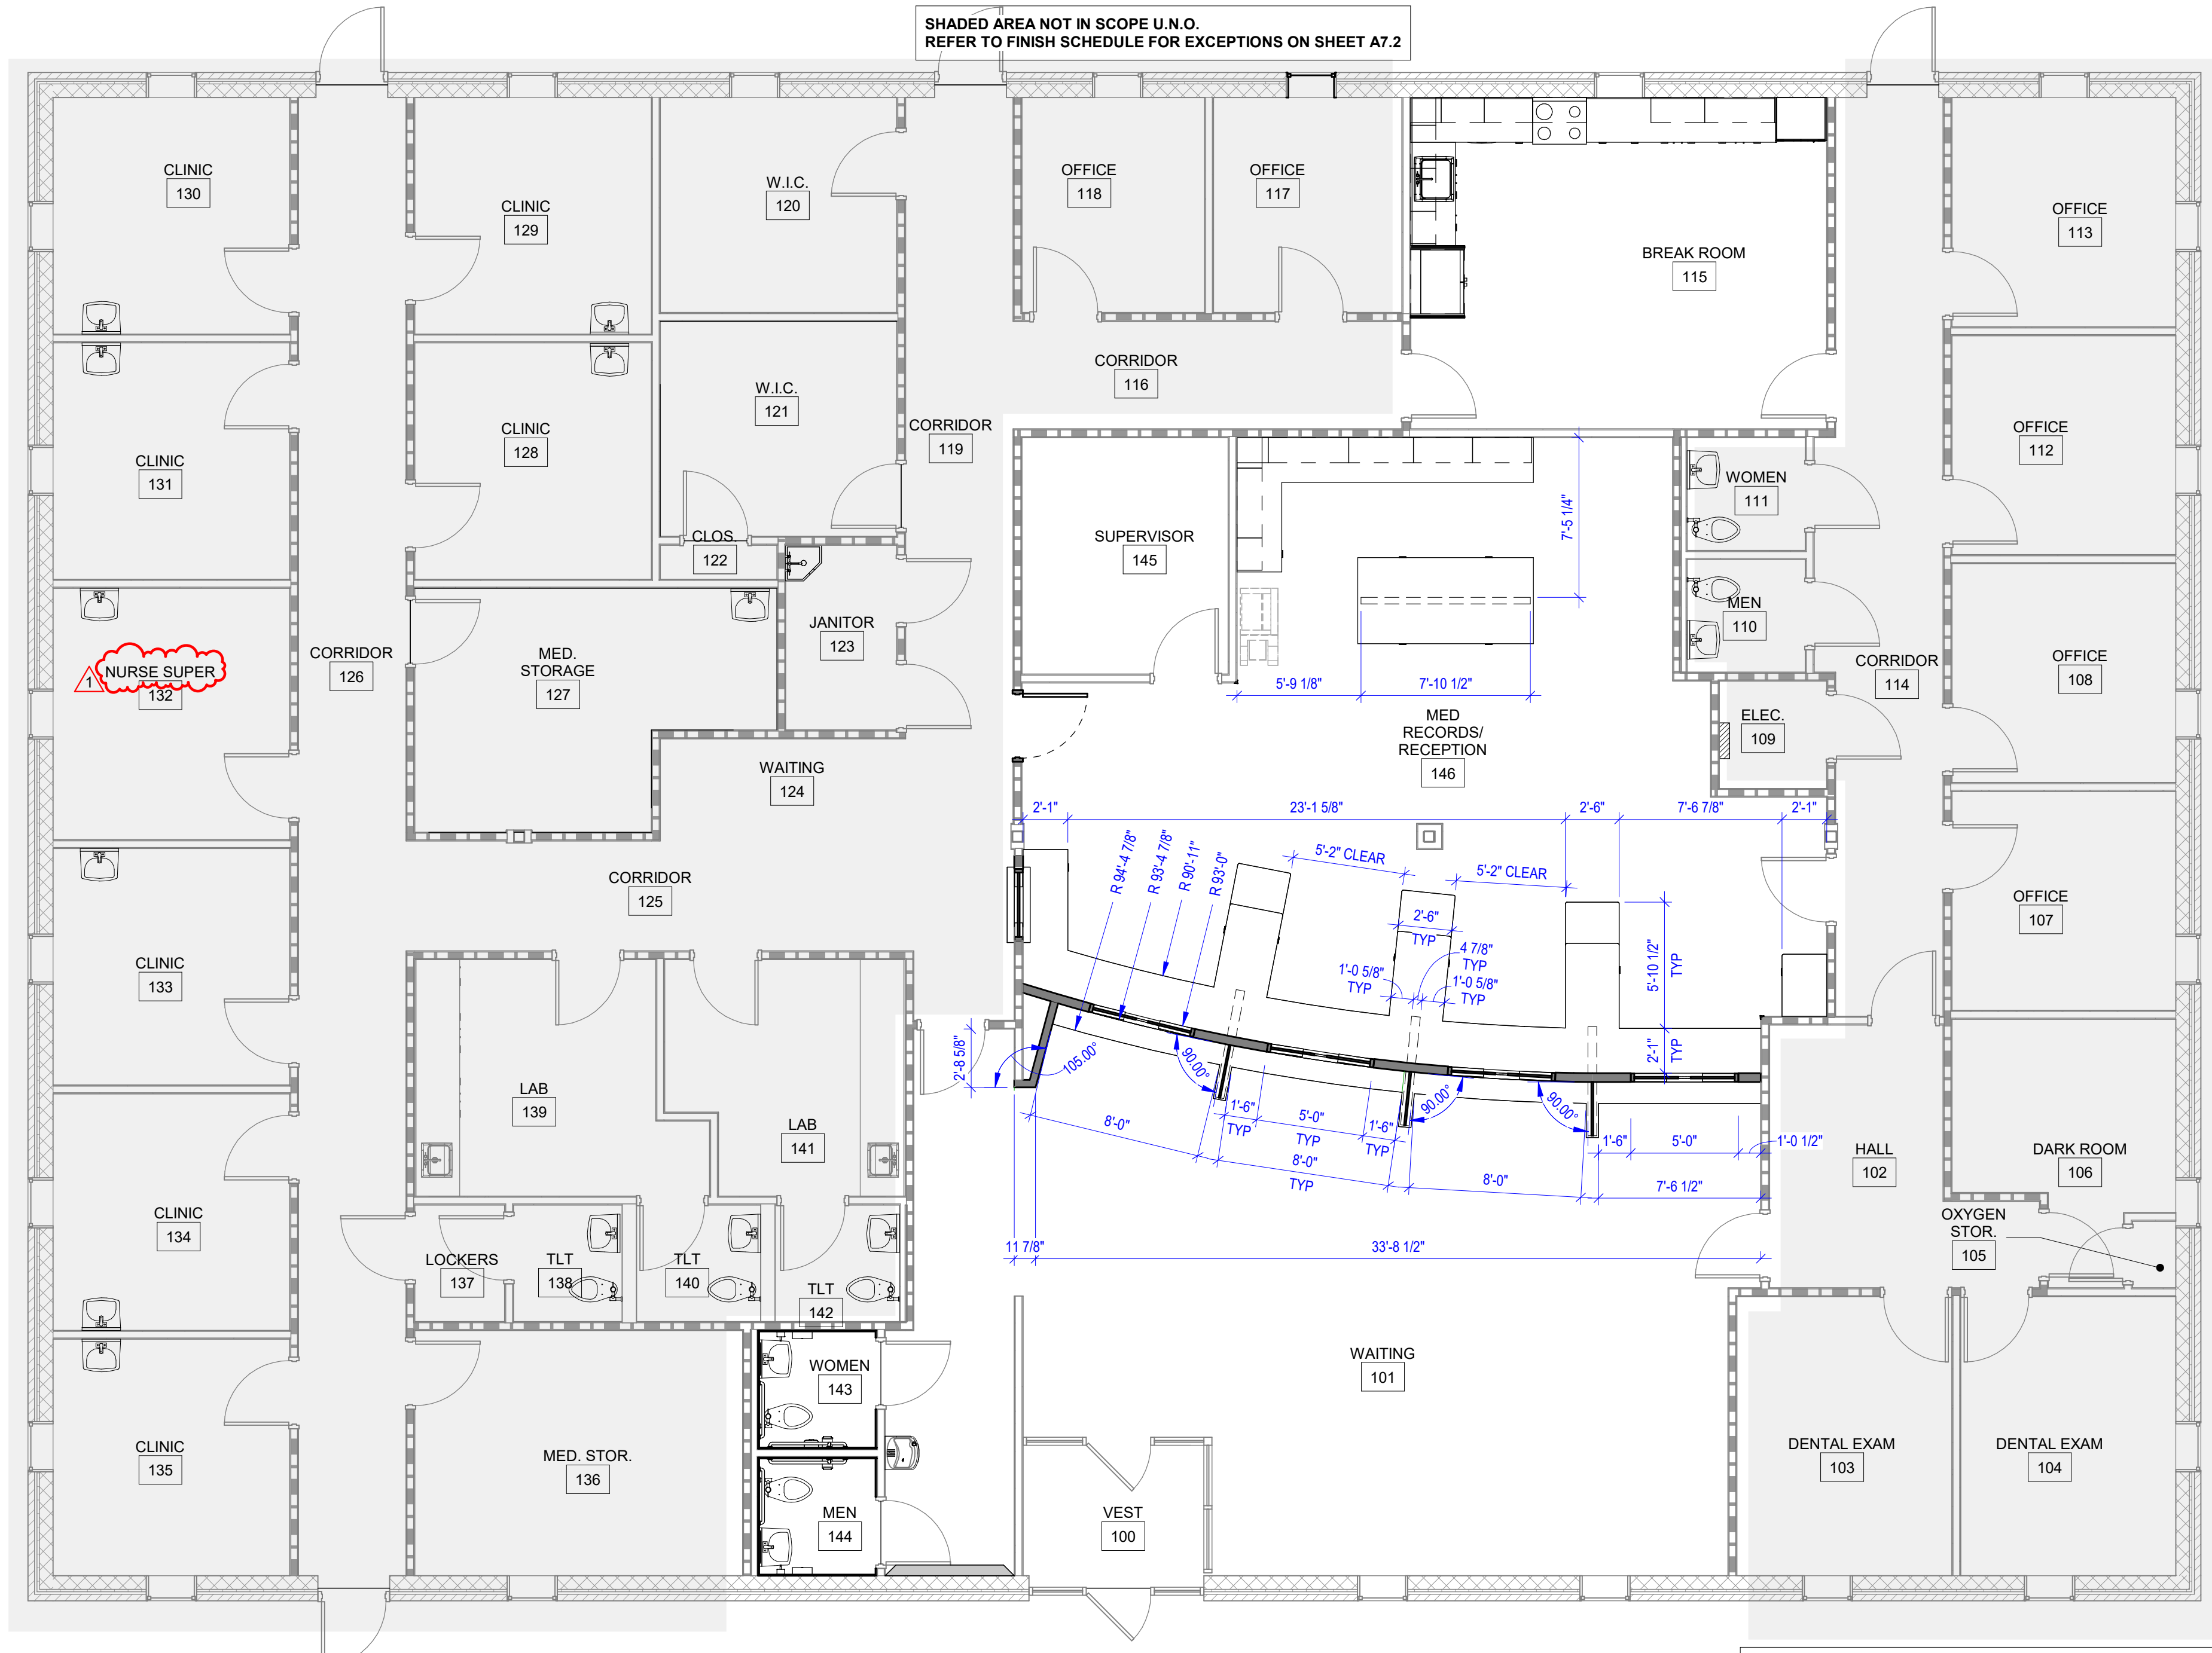 SHADED AREA NOT IN SCOPE U.N.O.
REFER TO FINISH SCHEDULE FOR EXCEPTIONS ON SHEET A7.2
CLINIC
130
CLINIC
129
W.I.C.
120
OFFICE
118
OFFICE
117
BREAK ROOM
115
OFFICE
113
CLINIC
131
CLINIC
128
W.I.C.
121
CORRIDOR
119
CORRIDOR
116
OFFICE
112
WOMEN
111
CLOS.
122
SUPERVISOR
145
7'-5 1/4"
MEN
110
1
NURSE SUPER
132
CORRIDOR
126
MED.
STORAGE
127
JANITOR
123
5'-9 1/8"
7'-10 1/2"
MED
RECORDS/
RECEPTION
146
ELEC.
109
CORRIDOR
114
OFFICE
108
WAITING
124
2'-1"
23'-1 5/8"
2'-6"
7'-6 7/8"
2'-1"
R 94'-4 7/8"
R 93'-4 7/8"
R 90'-11"
R 93'-0"
5'-2" CLEAR
5'-2" CLEAR
CORRIDOR
125
OFFICE
107
2'-6"
TYP
4 7/8"
TYP
1'-0 5/8"
TYP
1'-0 5/8"
TYP
5'-10 1/2"
TYP
CLINIC
133
2'-8 5/8"
105.00°
90.00°
90.00°
90.00°
2'-1"
TYP
LAB
139
LAB
141
8'-0"
1'-6"
TYP
5'-0"
TYP
1'-6"
TYP
8'-0"
TYP
8'-0"
1'-6"
5'-0"
1'-0 1/2"
7'-6 1/2"
HALL
102
DARK ROOM
106
CLINIC
134
LOCKERS
137
TLT
138
TLT
140
TLT
142
11 7/8"
33'-8 1/2"
OXYGEN
STOR.
105
WOMEN
143
WAITING
101
CLINIC
135
MED. STOR.
136
MEN
144
VEST
100
DENTAL EXAM
103
DENTAL EXAM
104